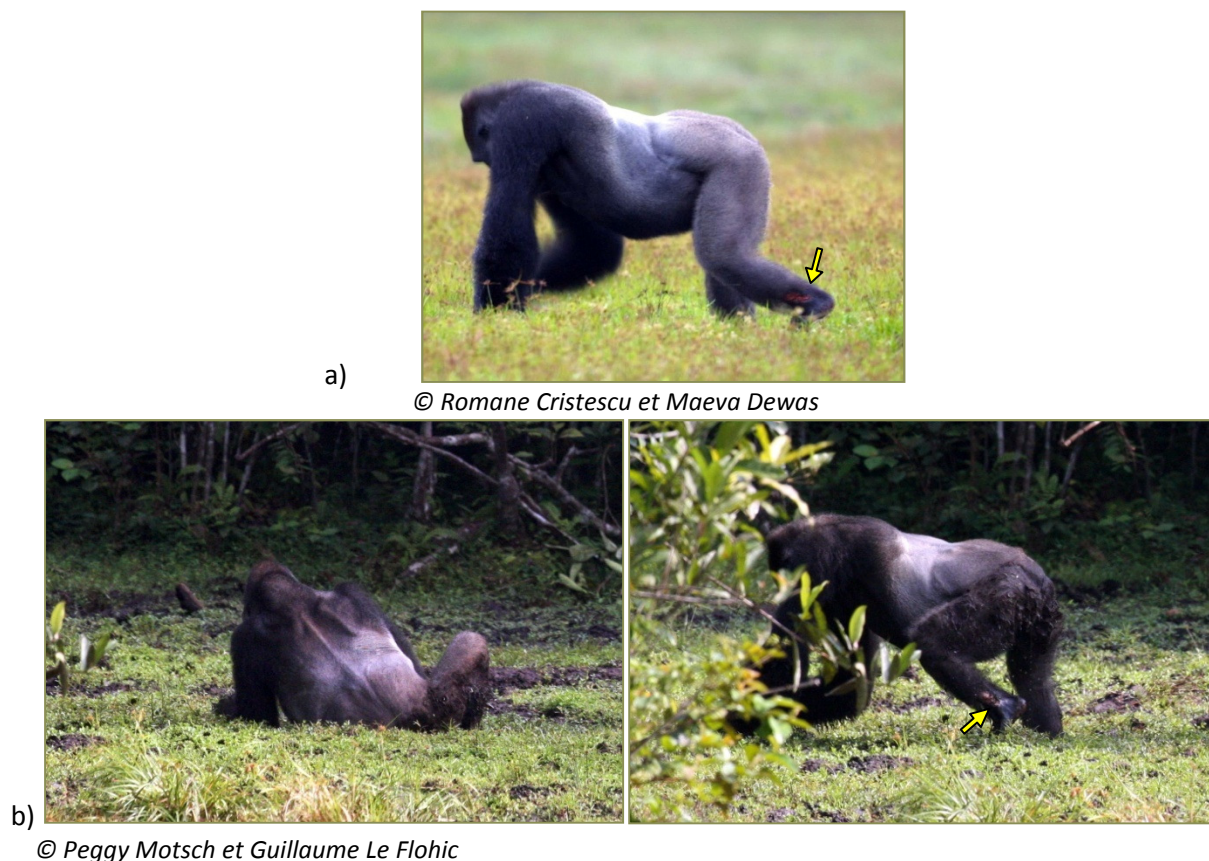 a)
© Romane Cristescu et Maeva Dewas
b)
© Peggy Motsch et Guillaume Le Flohic